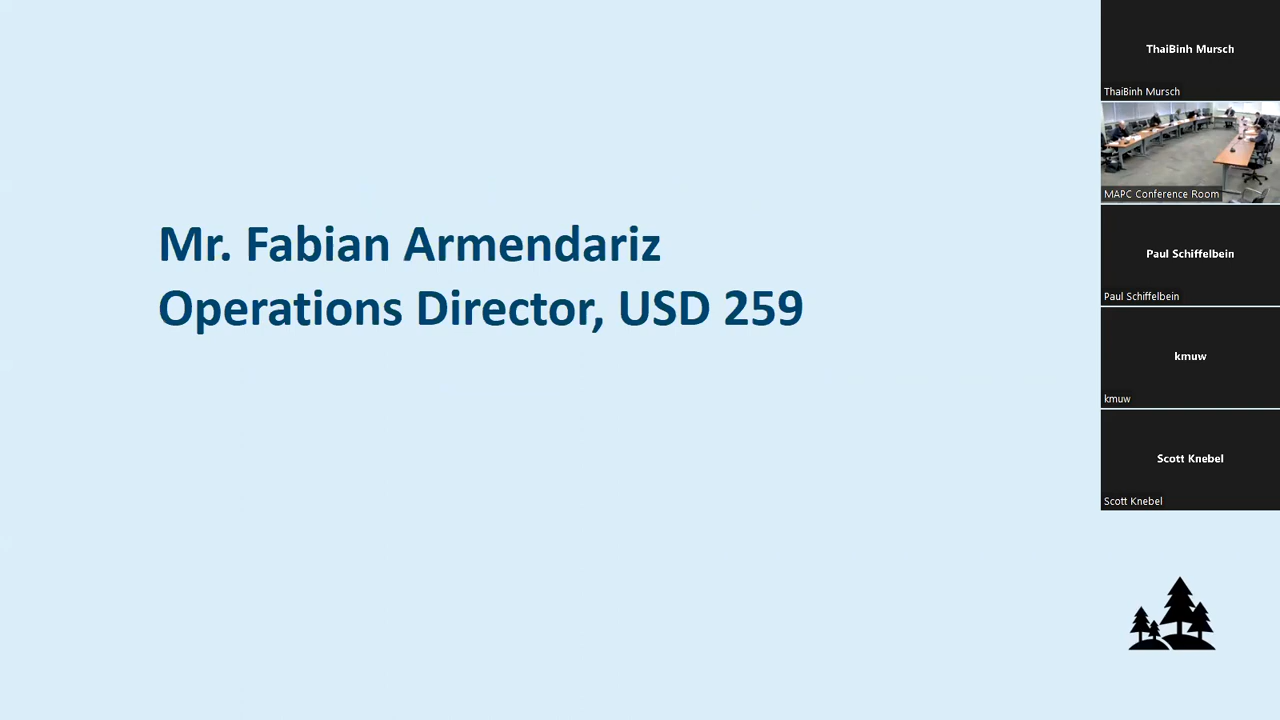 Mr. Fabian Armendariz
Operations Director, USD 259
ThaiBinh Mursch
ThaiBinh Mursch
MAPC Conference Room
Paul Schiffelbein
Paul Schiffelbein
kmuw
kmuw
Scott Knebel
Scott Knebel